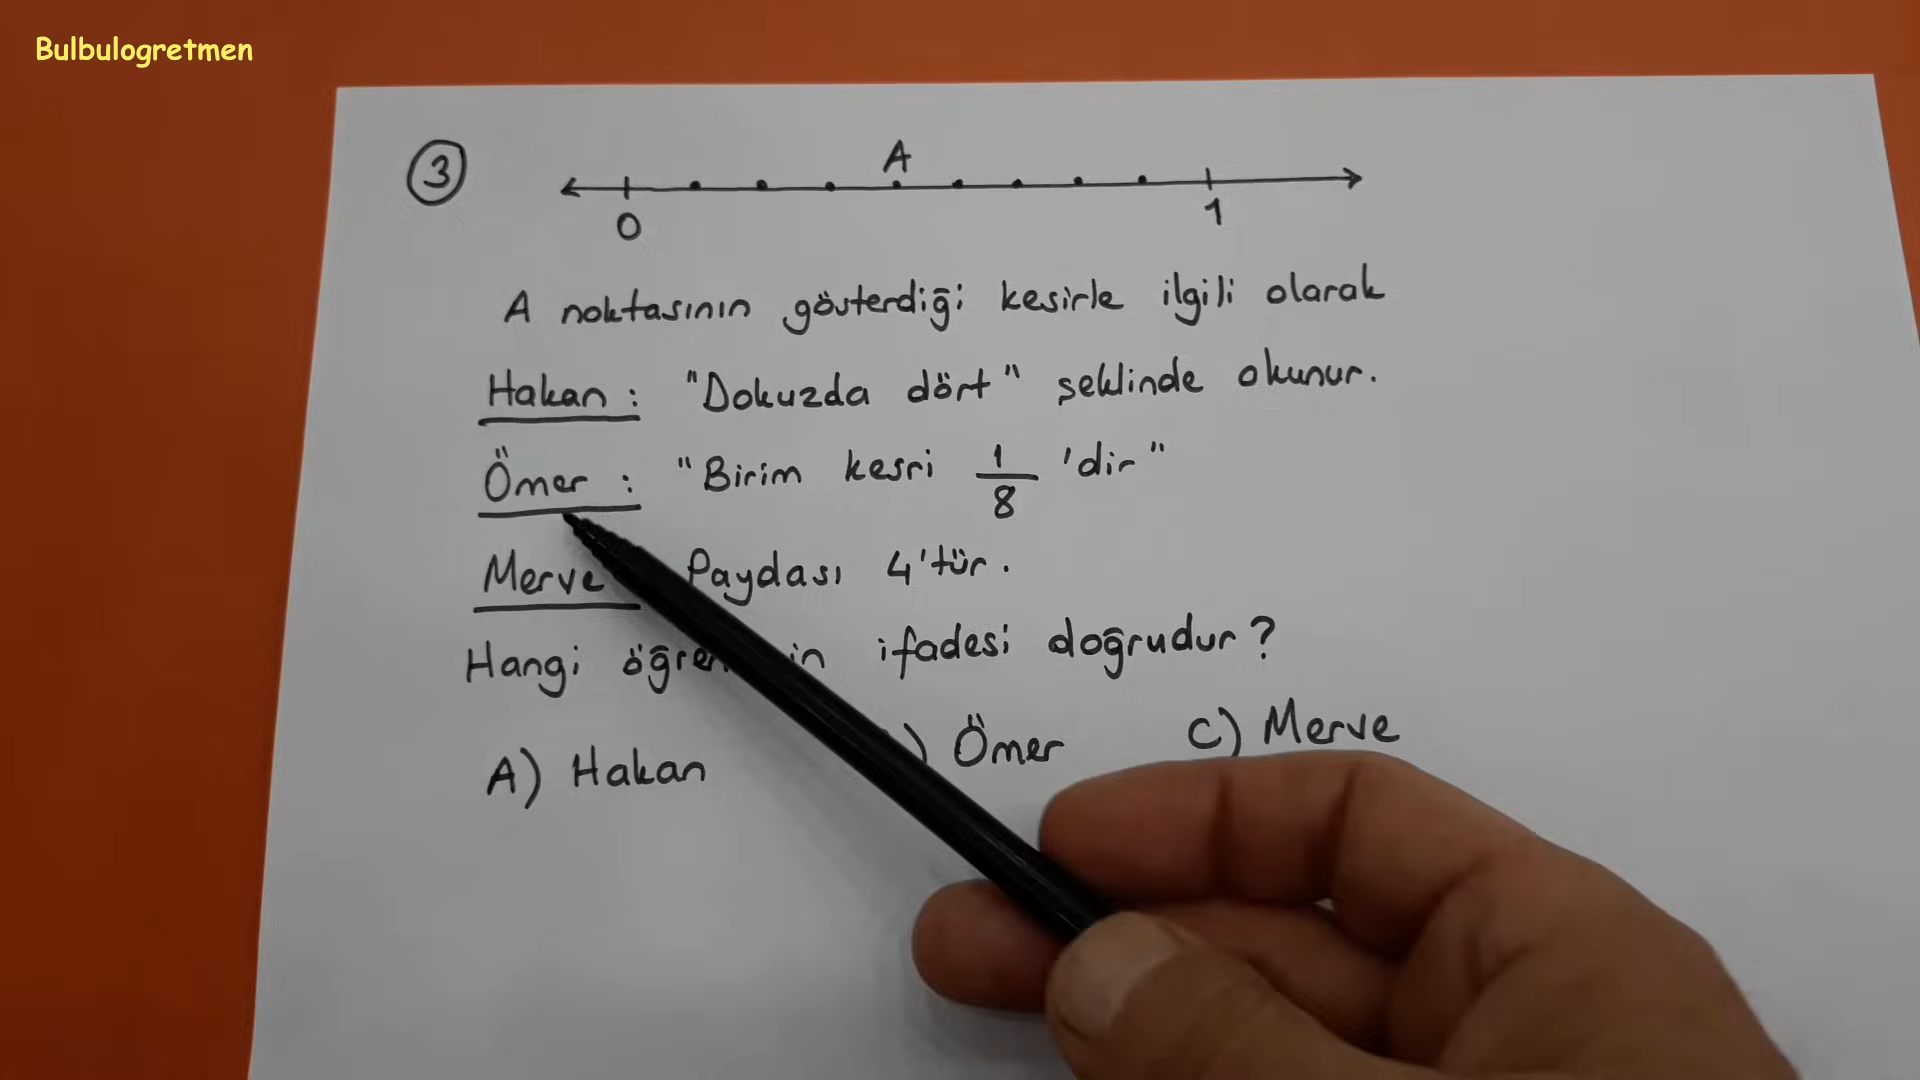 Bulbulogretmen
3
A
0 1
A noktasının gösterdiği kesirle ilgili olarak
Hakan : "Dokuzda dört" şeklinde okunur.
Ömer : "Birim kesri 1/8 'dir"
Merve Paydası 4'tür.
Hangi ifadesi doğrudur?
A) Hakan ) Ömer C) Merve